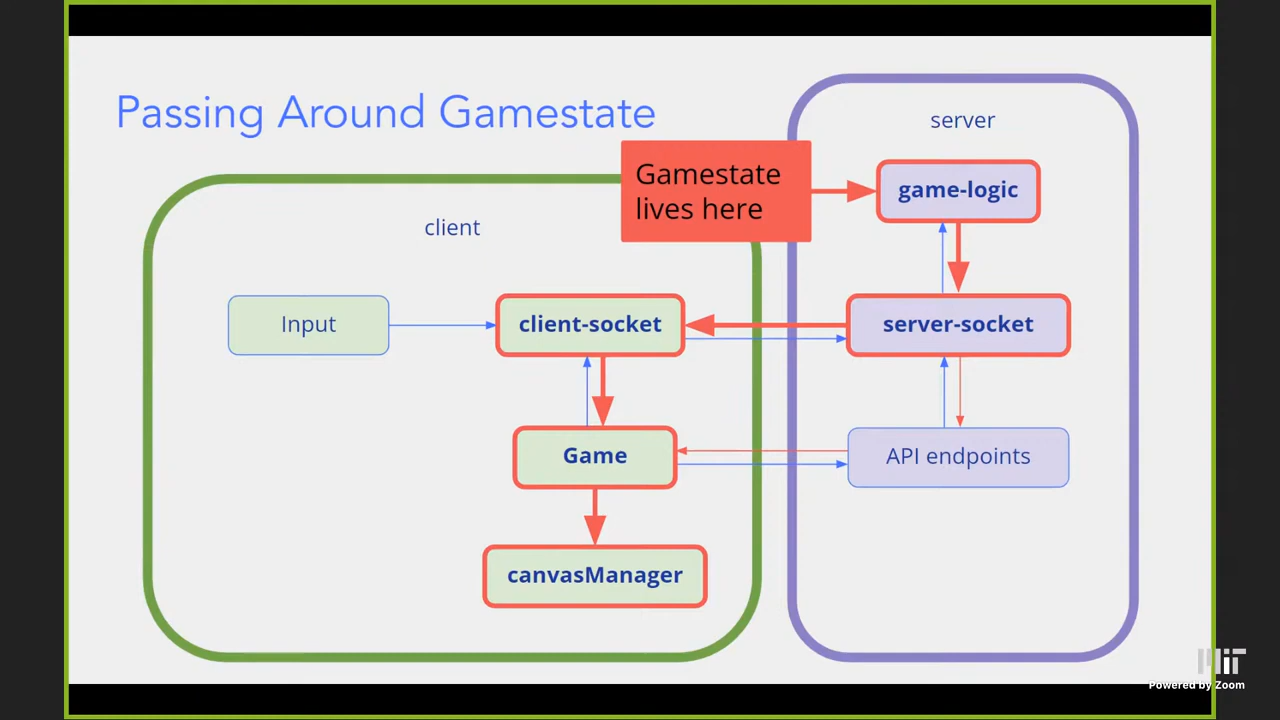 Passing Around Gamestate
server
Gamestate
lives here
game-logic
client
Input
client-socket
server-socket
Game
API endpoints
canvasManager
MIT
Powered by Zoom